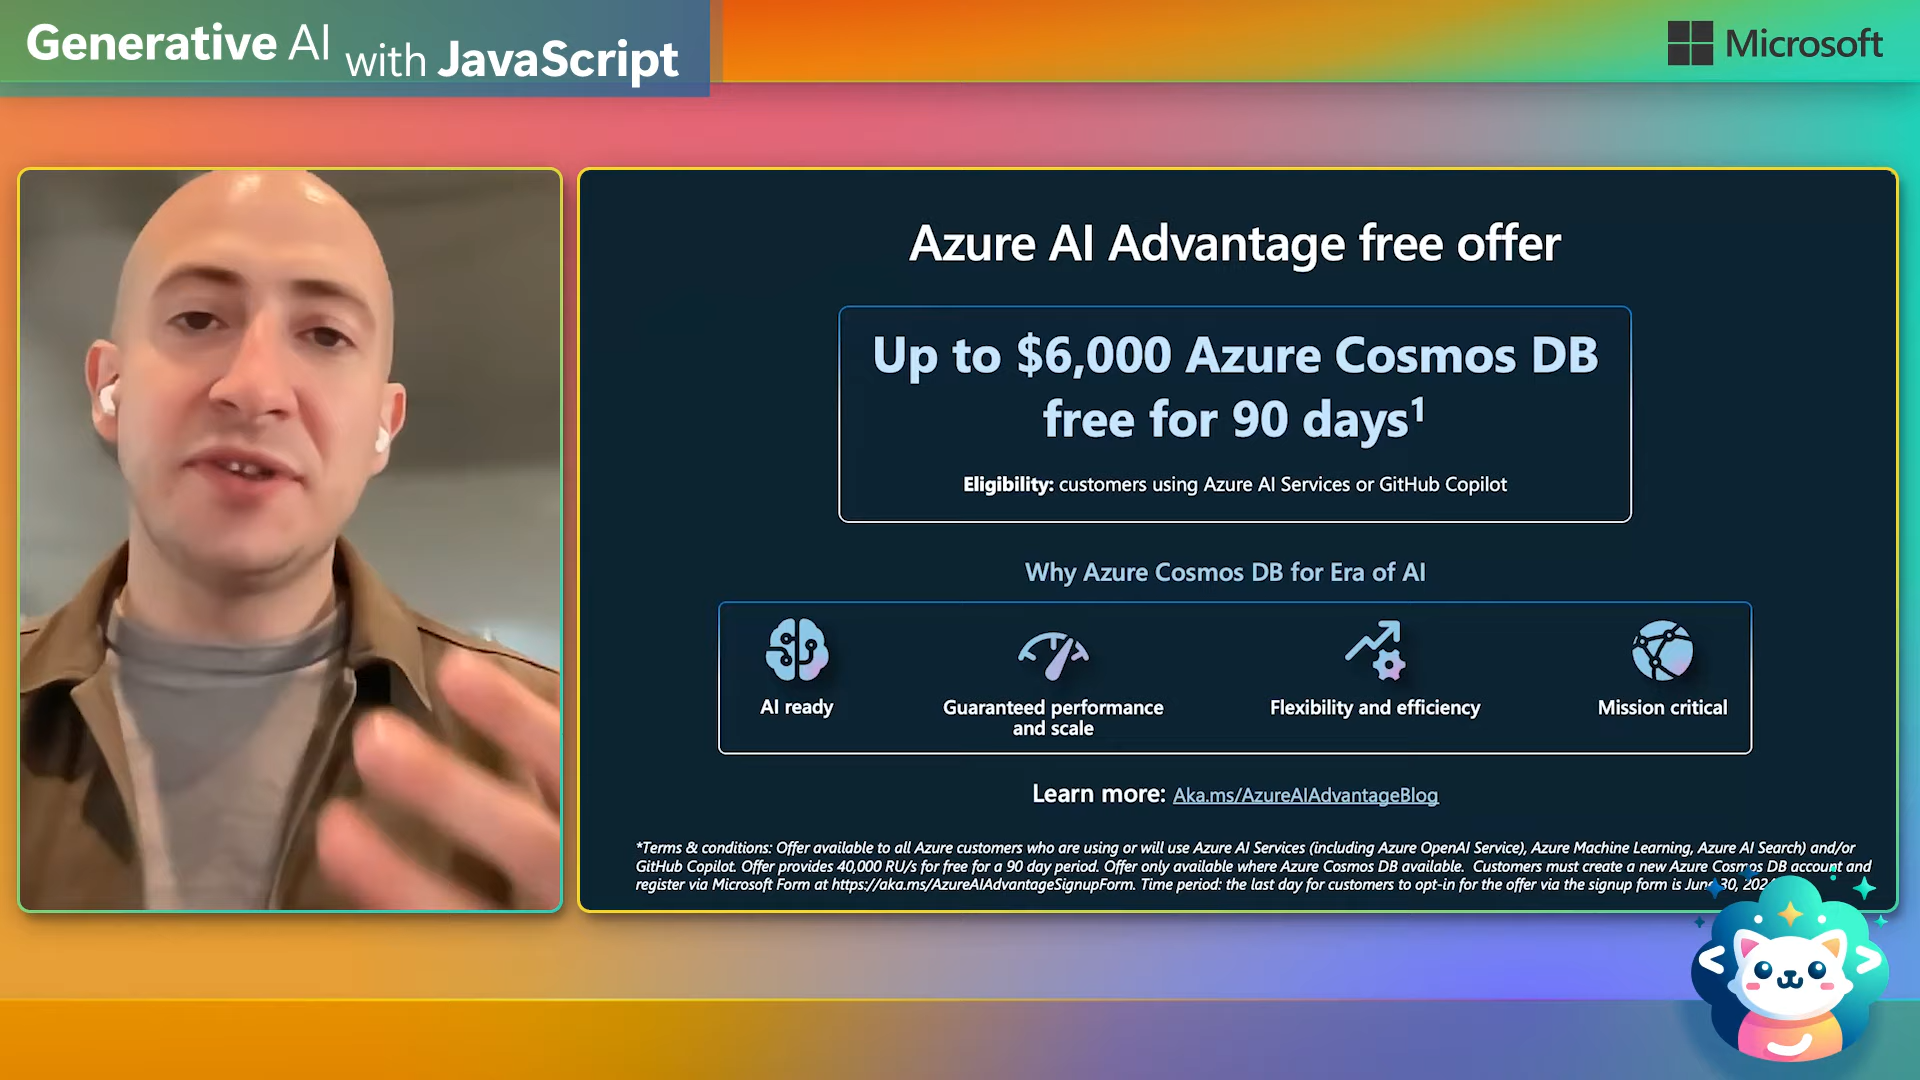 Generative AI with JavaScript
Microsoft
Azure AI Advantage free offer
Up to $6,000 Azure Cosmos DB
free for 90 days¹
Eligibility: customers using Azure AI Services or GitHub Copilot
Why Azure Cosmos DB for Era of AI
AI ready
Guaranteed performance
and scale
Flexibility and efficiency
Mission critical
Learn more: Aka.ms/AzureAIAdvantageBlog
*Terms & conditions: Offer available to all Azure customers who are using or will use Azure AI Services (including Azure OpenAI Service), Azure Machine Learning, Azure AI Search) and/or
GitHub Copilot. Offer provides 40,000 RU/s for free for a 90 day period. Offer only available where Azure Cosmos DB available. Customers must create a new Azure Cosmos DB account and
register via Microsoft Form at https://aka.ms/AzureAIAdvantageSignupForm. Time period: the last day for customers to opt-in for the offer via the signup form is June 30,
< >